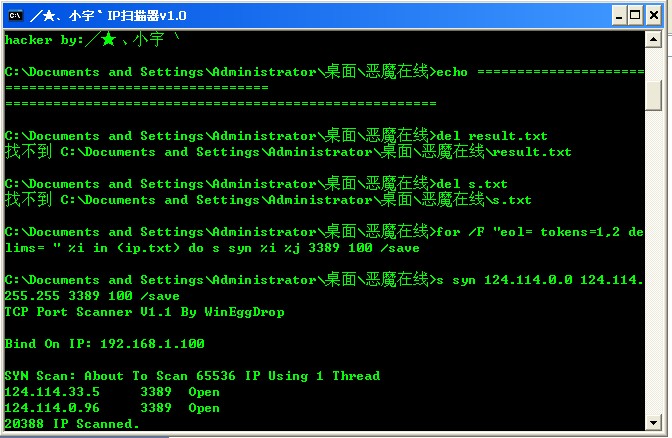 ／★、小宇〝IP扫描器v1.0
hacker by:／★﹑小宇﹨
C:\Documents and Settings\Administrator\桌面\恶魔在线>echo =====================
=================================
======================================================
C:\Documents and Settings\Administrator\桌面\恶魔在线>del result.txt
找不到 C:\Documents and Settings\Administrator\桌面\恶魔在线\result.txt
C:\Documents and Settings\Administrator\桌面\恶魔在线>del s.txt
找不到 C:\Documents and Settings\Administrator\桌面\恶魔在线\s.txt
C:\Documents and Settings\Administrator\桌面\恶魔在线>for /F "eol= tokens=1,2 de
lims= " %i in (ip.txt) do s syn %i %j 3389 100 /save
C:\Documents and Settings\Administrator\桌面\恶魔在线>s syn 124.114.0.0 124.114.
255.255 3389 100 /save
TCP Port Scanner V1.1 By WinEggDrop
Bind On IP: 192.168.1.100
SYN Scan: About To Scan 65536 IP Using 1 Thread
124.114.33.5 3389 Open
124.114.0.96 3389 Open
20388 IP Scanned.